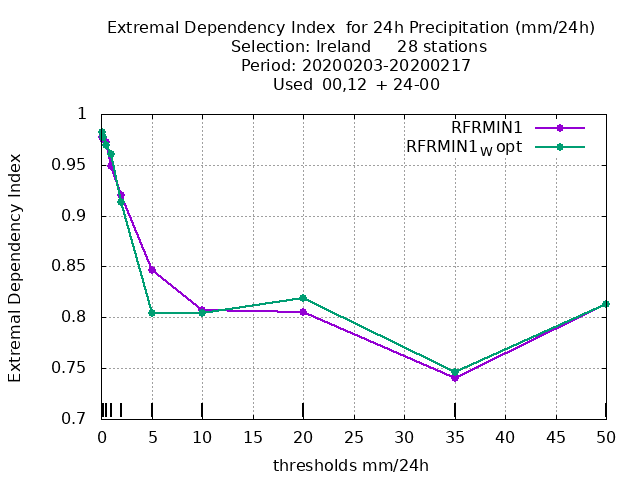 Extremal Dependency Index  for 24h Precipitation (mm/24h)
Selection: Ireland     28 stations
Period: 20200203-20200217
Used  00,12  + 24-00
RFRMIN1
RFRMIN1W opt
1
0.95
0.9
0.85
0.8
0.75
0.7
Extremal Dependency Index
0 5 10 15 20 25 30 35 40 45 50
thresholds mm/24h